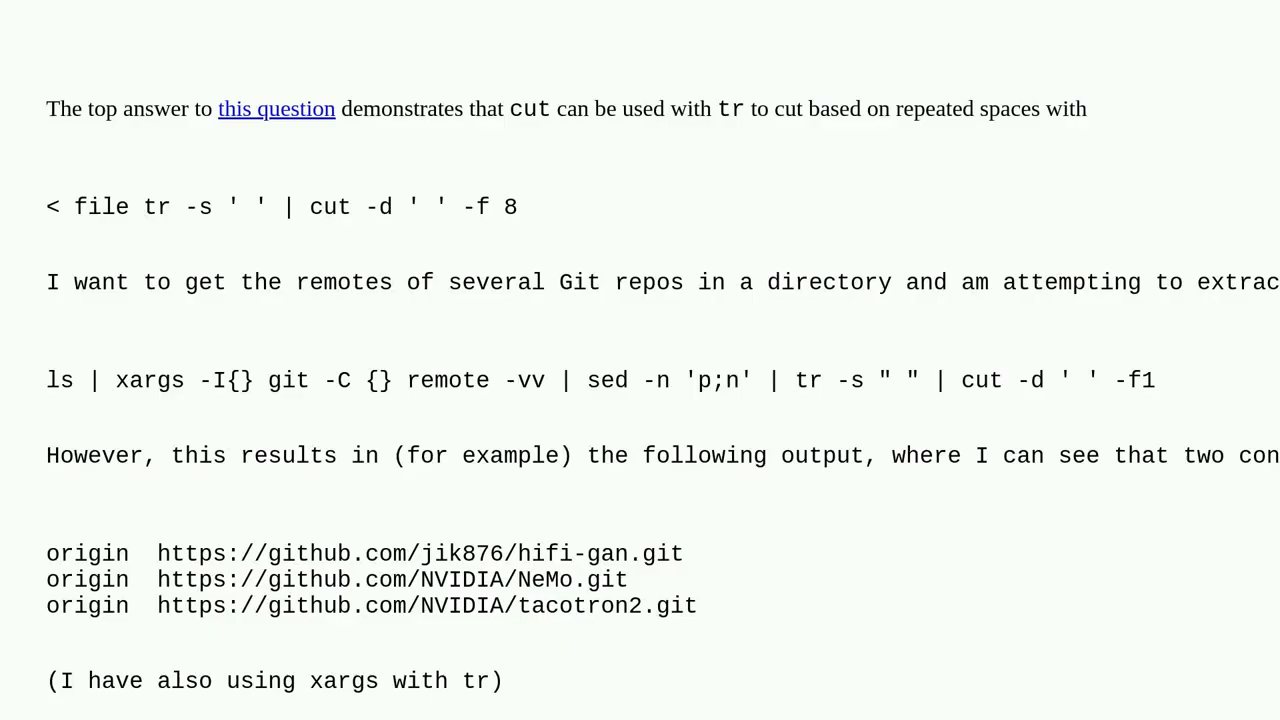 The top answer to this question demonstrates that cut can be used with tr to cut based on repeated spaces with
< file tr -s ' ' | cut -d ' ' -f 8
I want to get the remotes of several Git repos in a directory and am attempting to extrac
ls | xargs -I{} git -C {} remote -vv | sed -n 'p;n' | tr -s " " | cut -d ' ' -f1
However, this results in (for example) the following output, where I can see that two con
origin  https://github.com/jik876/hifi-gan.git
origin  https://github.com/NVIDIA/NeMo.git
origin  https://github.com/NVIDIA/tacotron2.git
(I have also using xargs with tr)